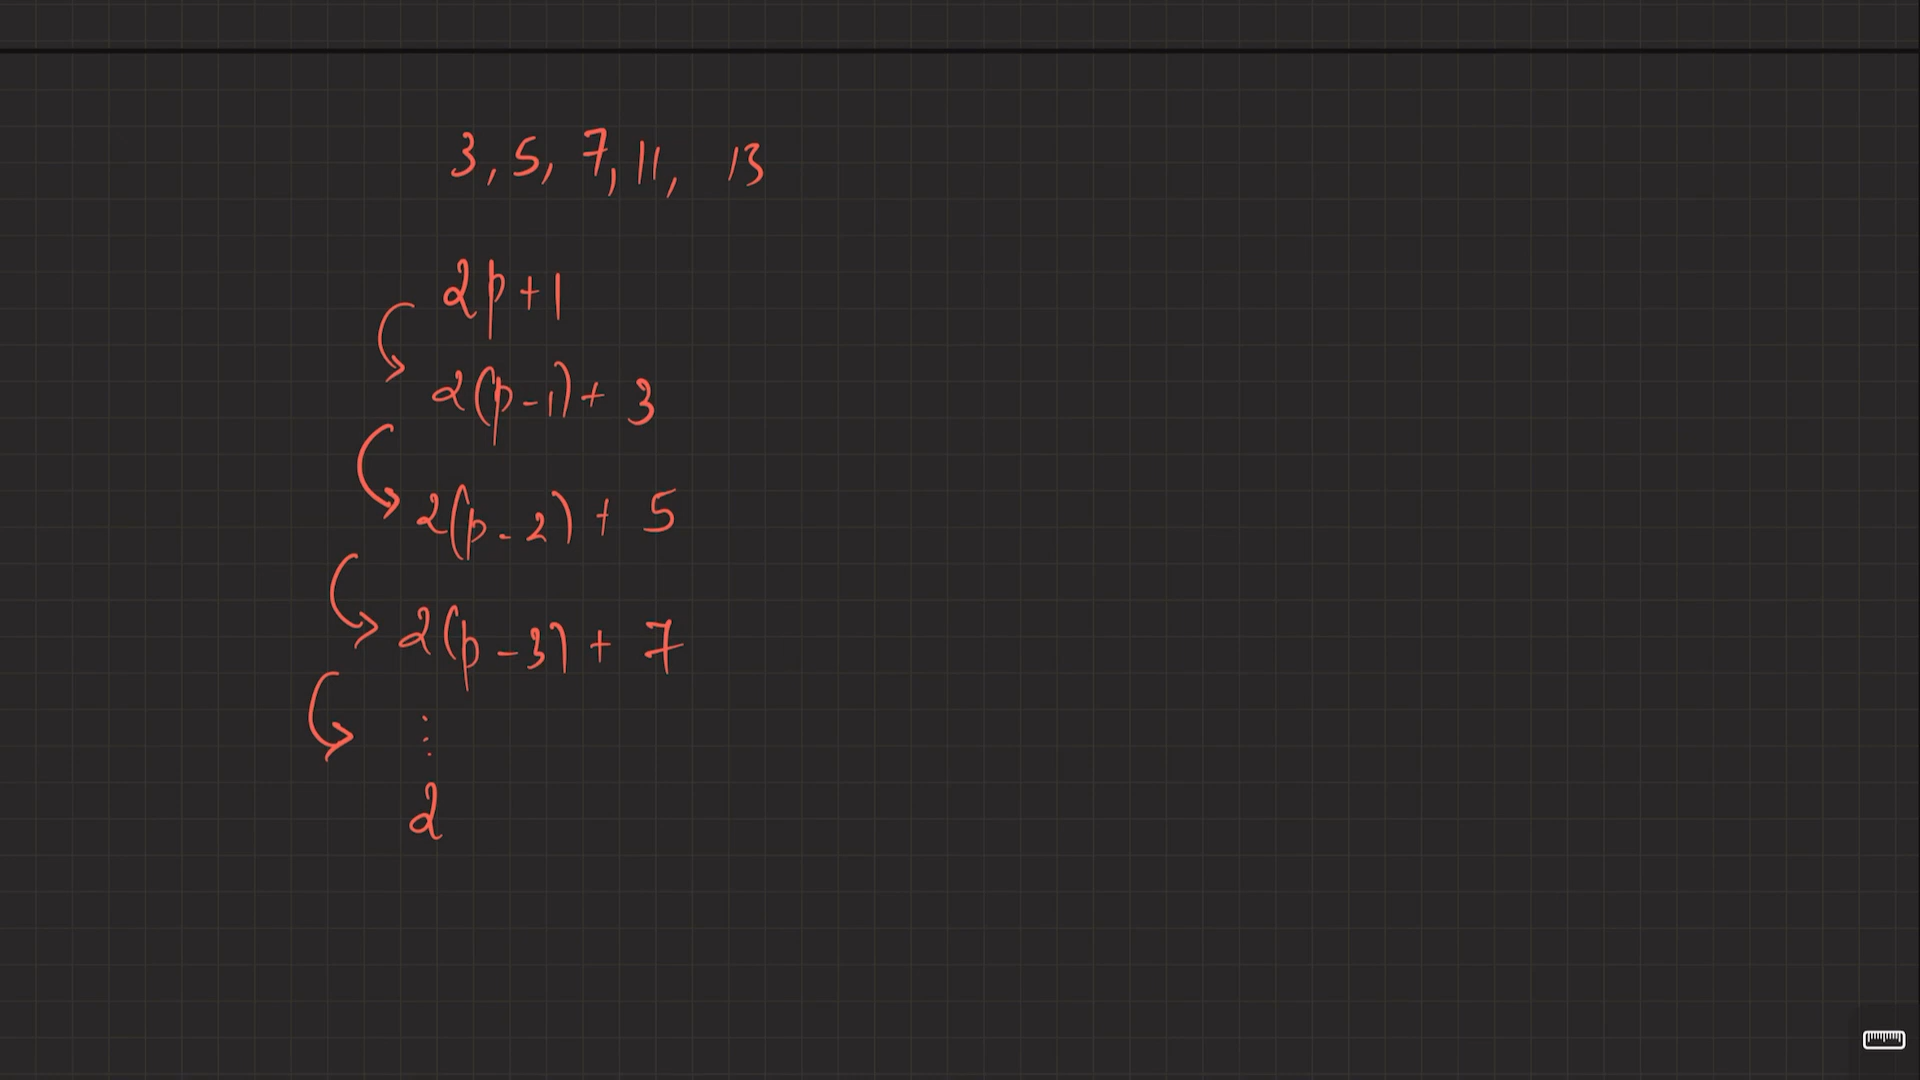 3, 5, 7, 11, 13
2p+1
2(p-1)+ 3
2(p-2) + 5
2(p-3) + 7
⋮
2